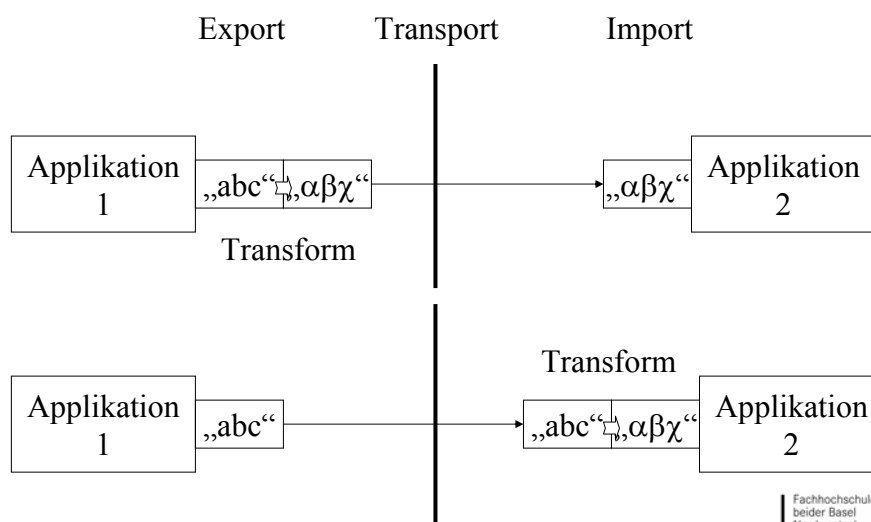 Export Transport Import
Applikation
1
„abc“
„αβχ“
„αβχ“
Applikation
2
Transform
Transform
Applikation
1
„abc“
„abc“
„αβχ“
Applikation
2
Fachhochschule
beider Basel